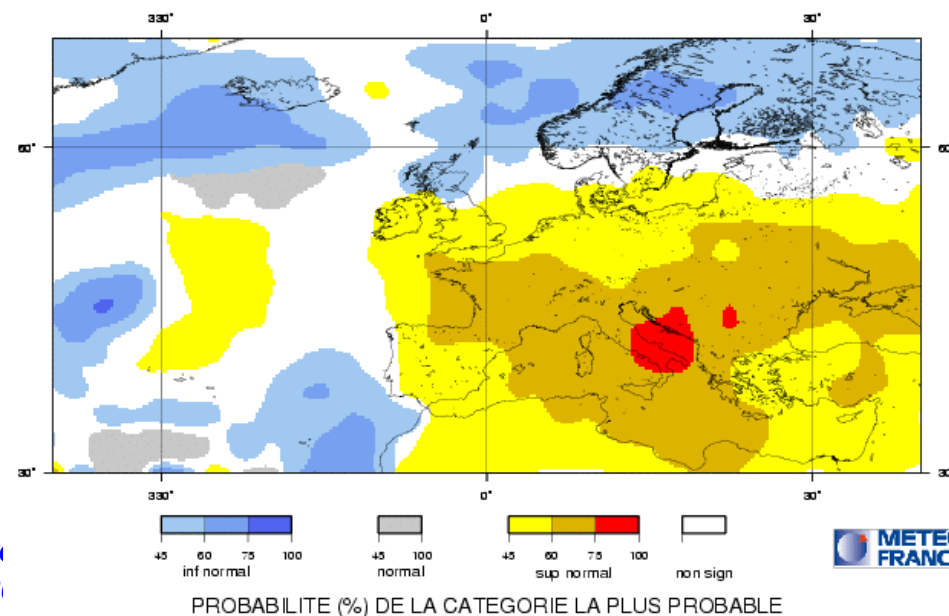 330° 0° 30°
60° 60
30° 30
330° 0° 30°
45 60 75 100 45 100 45 60 75 100
inf normal normal sup normal non sign
METEO
FRANC
PROBABILITE (%) DE LA CATEGORIE LA PLUS PROBABLE